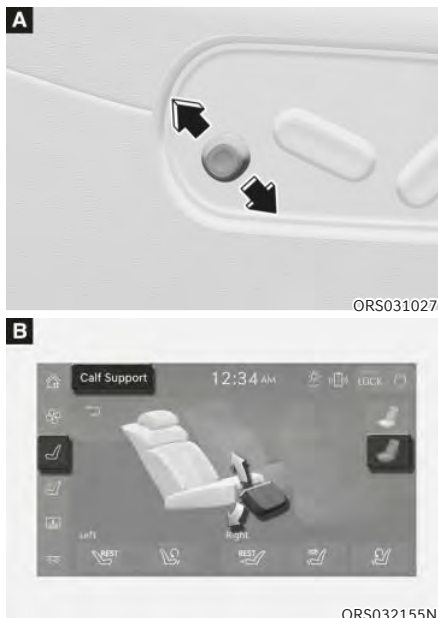 A
ORS031027
B
Calf Support
12:34 AM
LOCK
Left
Right
REST
REST
ORS032155N